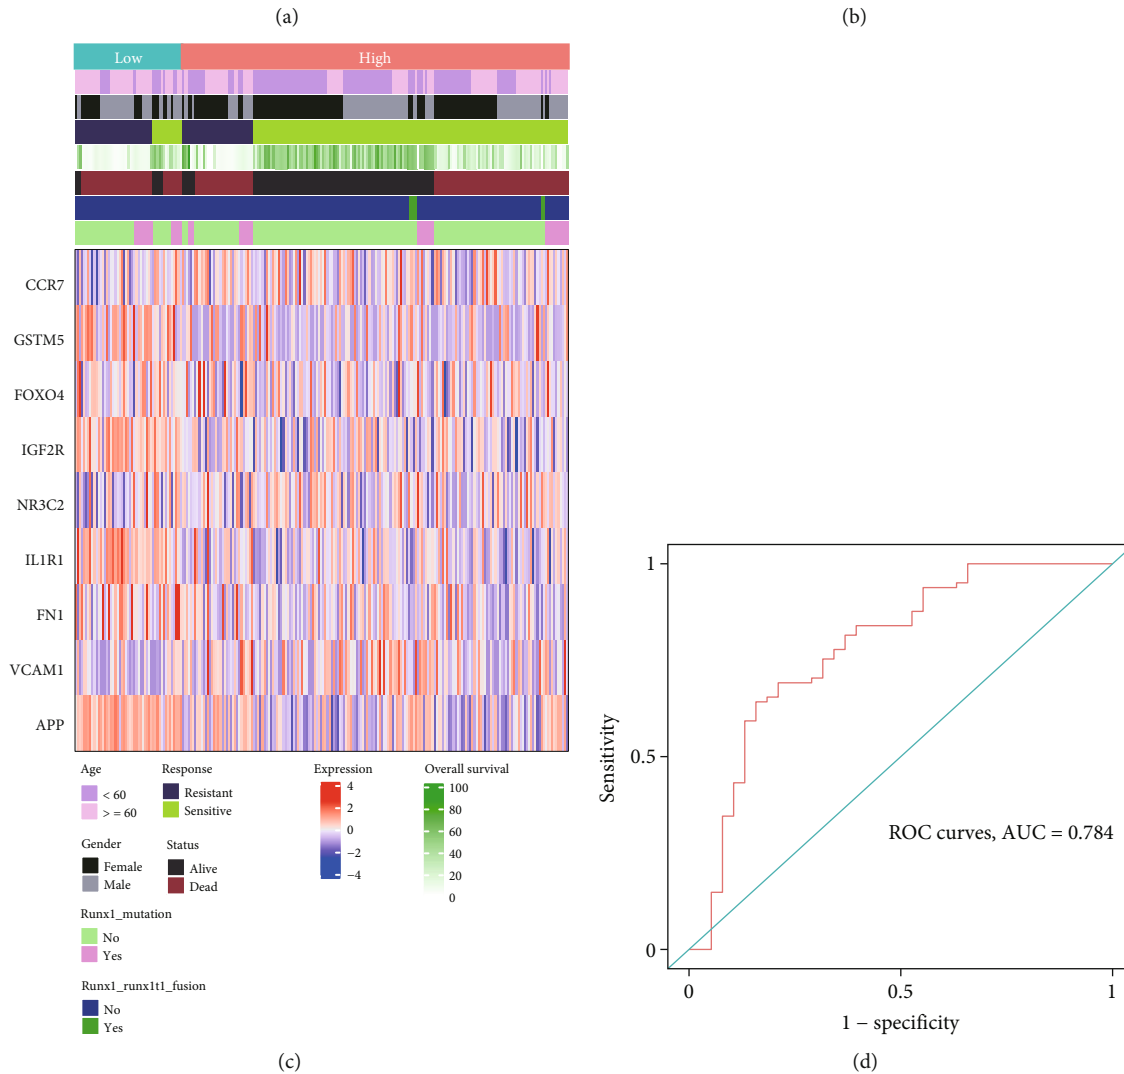 (a)
(b)
Low
High
CCR7
GSTM5
FOXO4
IGF2R
NR3C2
IL1R1
FN1
VCAM1
APP
Age
< 60
> = 60
Response
Resistant
Sensitive
Gender
Female
Male
Status
Alive
Dead
Runx1_mutation
No
Yes
Runx1_runx1t1_fusion
No
Yes
Expression
4
2
0
−2
−4
Overall survival
100
80
60
40
20
0
(c)
1
0.5
0
Sensitivity
ROC curves, AUC = 0.784
0
0.5
1
1 − specificity
(d)